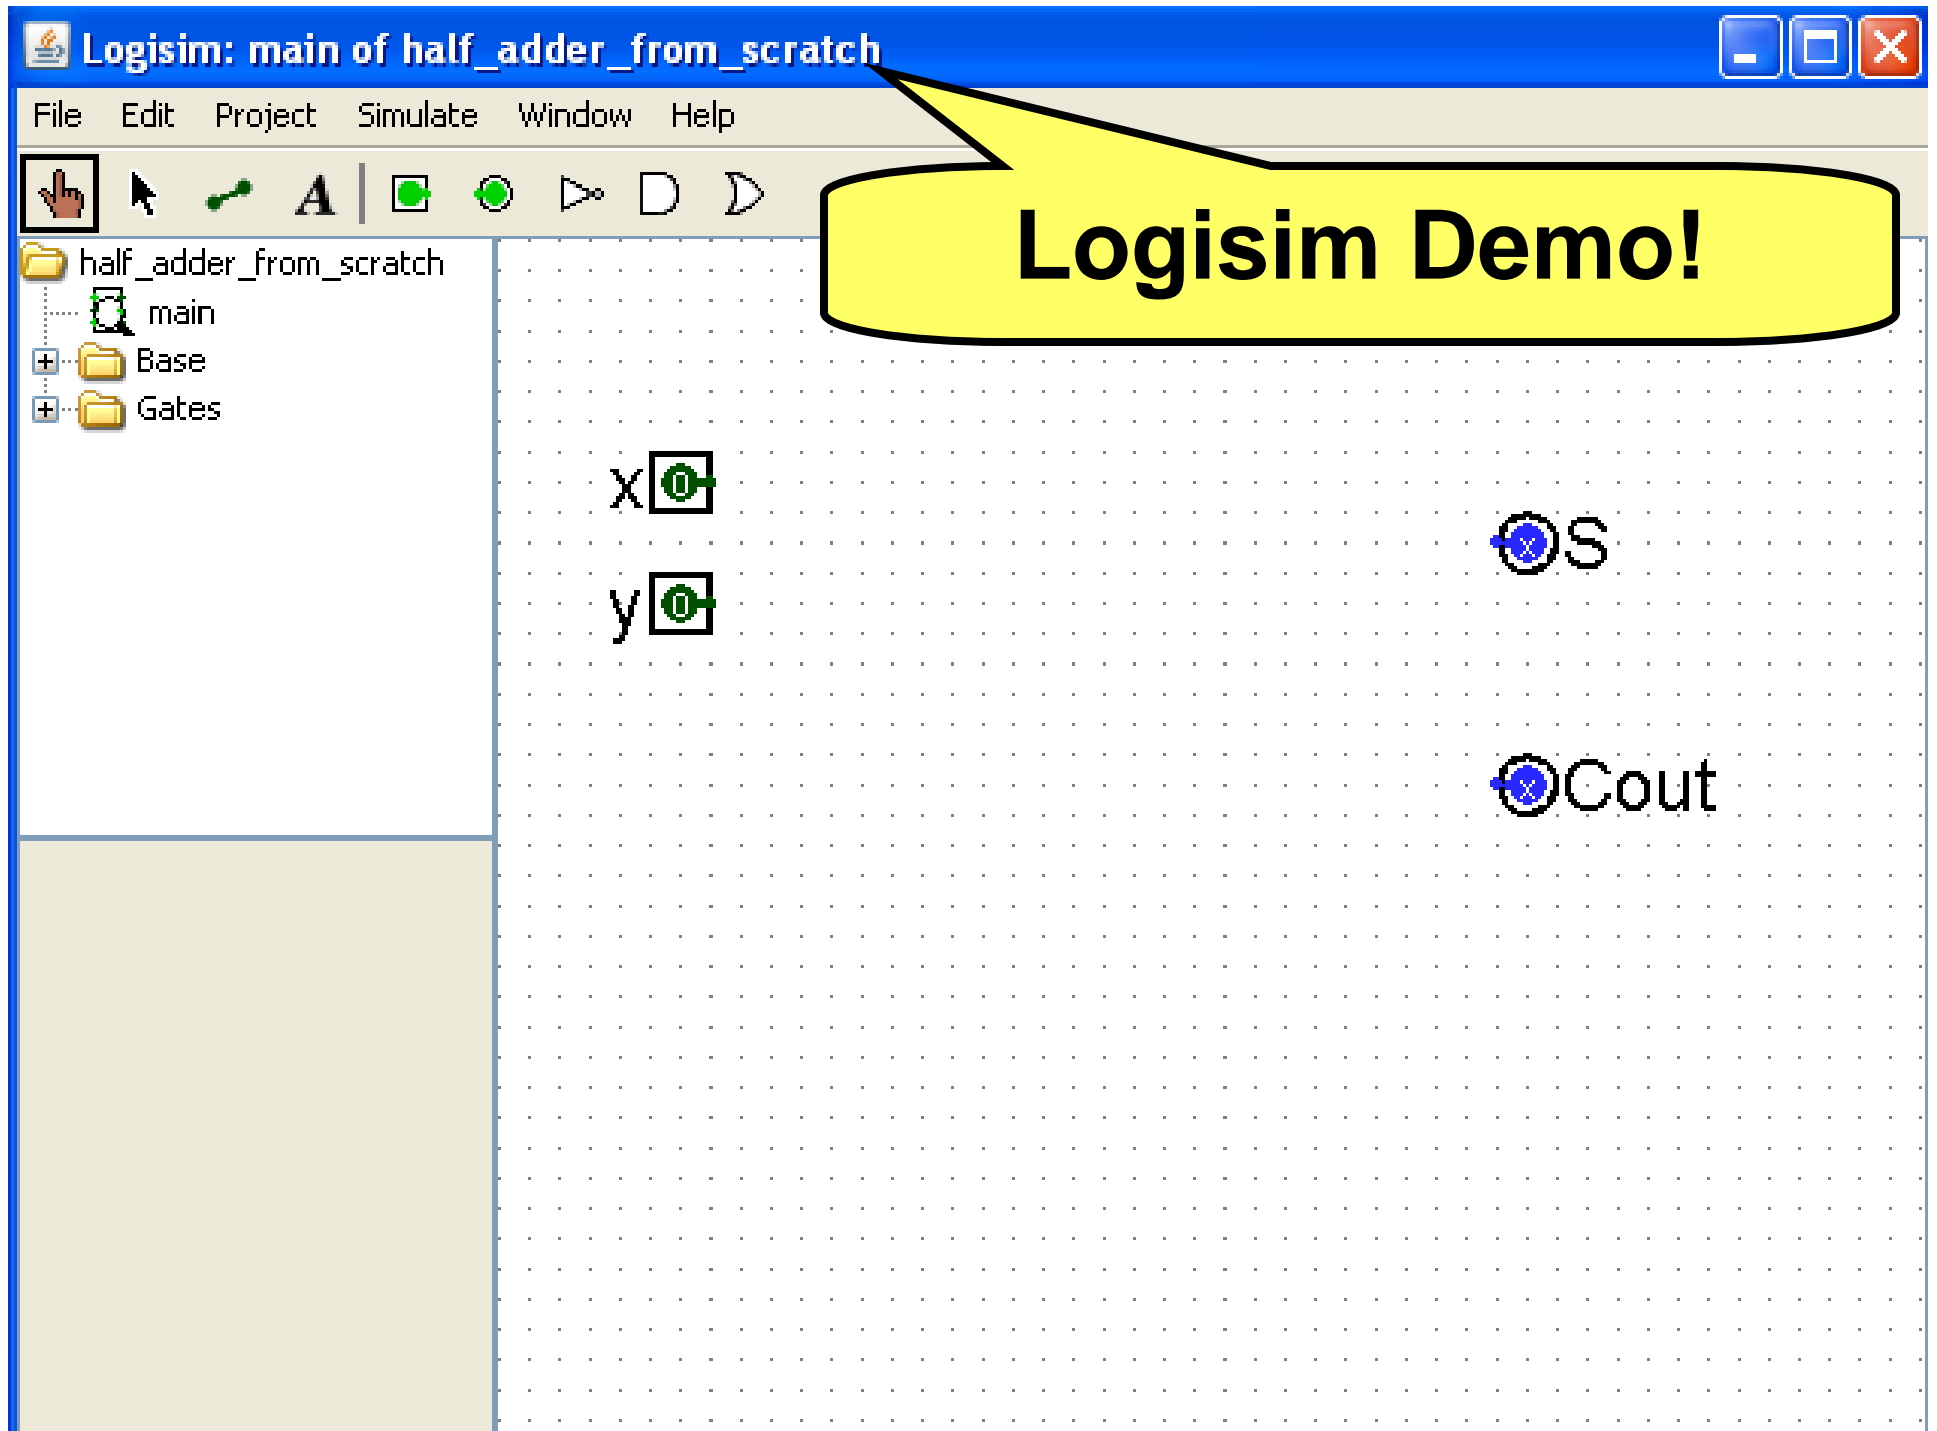 Logisim: main of half_adder_from_scratch
File Edit Project Simulate Window Help
A
Logisim Demo!
half_adder_from_scratch
main
Base
Gates
x 0
S
x
y 0
Cout
x